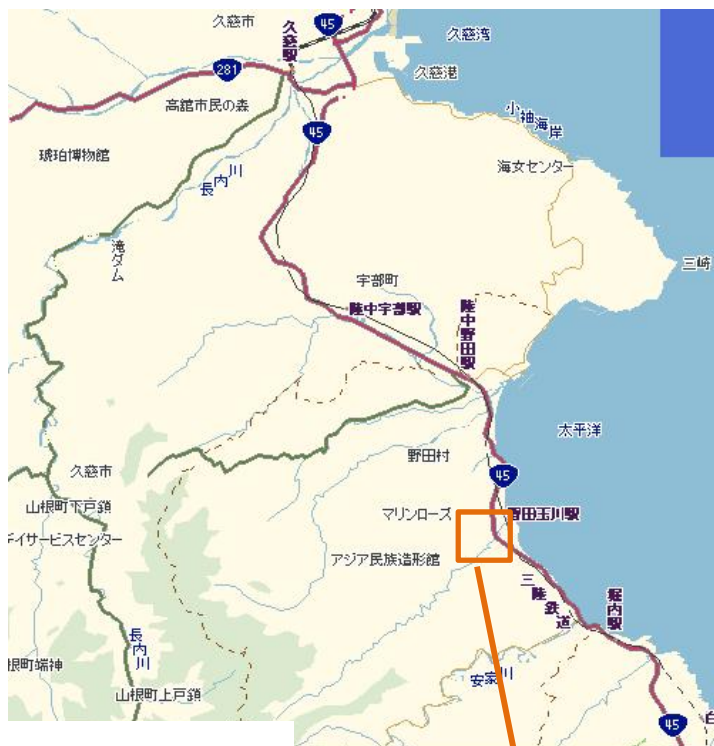 久慈市
45
久慈湾
久慈駅
久慈港
281
高舘市民の森
45
小袖海岸
琥珀博物館
長内川
海女センター
滝ダム
三崎
宇部町
陸中宇部駅
陸中野田駅
太平洋
野田村
久慈市
45
山根町下戸鎖
マリンローズ
野田玉川駅
デイサービスセンター
アジア民族造形館
三陸鉄道
堀内駅
長内川
根町端神
安家川
山根町上戸鎖
45